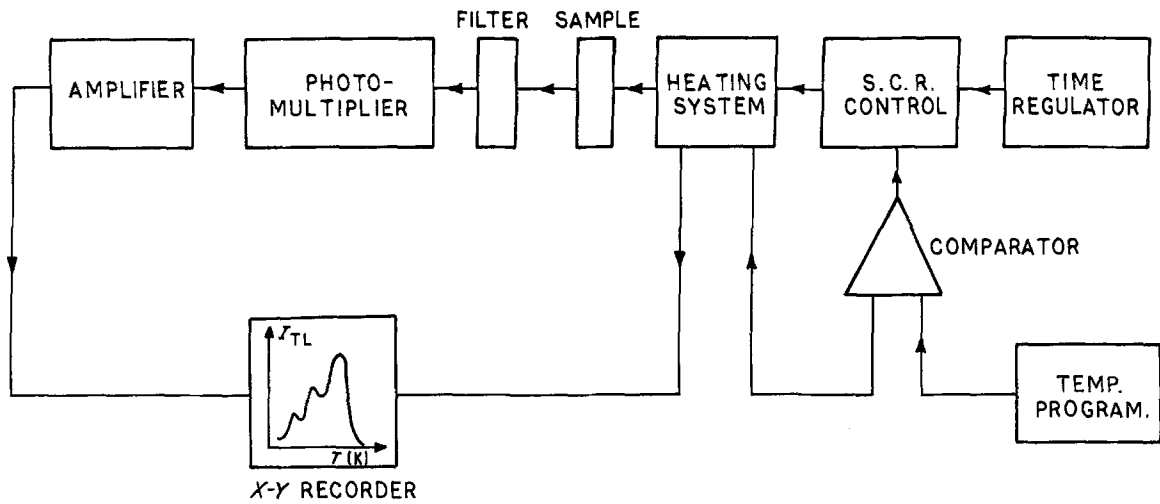 FILTER SAMPLE
AMPLIFIER
PHOTO-
MULTIPLIER
HEATING
SYSTEM
S.C.R.
CONTROL
TIME
REGULATOR
COMPARATOR
I_TL
T(K)
TEMP.
PROGRAM.
X-Y RECORDER